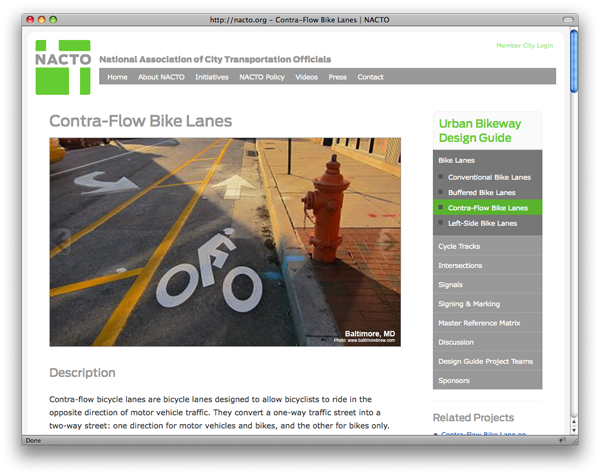 http://nacto.org – Contra-Flow Bike Lanes | NACTO
Member City Login
NACTO
National Association of City Transportation Officials
Home About NACTO Initiatives NACTO Policy Videos Press Contact
Contra-Flow Bike Lanes
Baltimore, MD
Photo: www.baltimorebrew.com
Description
Contra-flow bicycle lanes are bicycle lanes designed to allow bicyclists to ride in the
opposite direction of motor vehicle traffic. They convert a one-way traffic street into a
two-way street: one direction for motor vehicles and bikes, and the other for bikes only.
Urban Bikeway
Design Guide
Bike Lanes
Conventional Bike Lanes
Buffered Bike Lanes
Contra-Flow Bike Lanes
Left-Side Bike Lanes
Cycle Tracks
Intersections
Signals
Signing & Marking
Master Reference Matrix
Discussion
Design Guide Project Teams
Sponsors
Related Projects
Contra-Flow Bike Lane on
Done